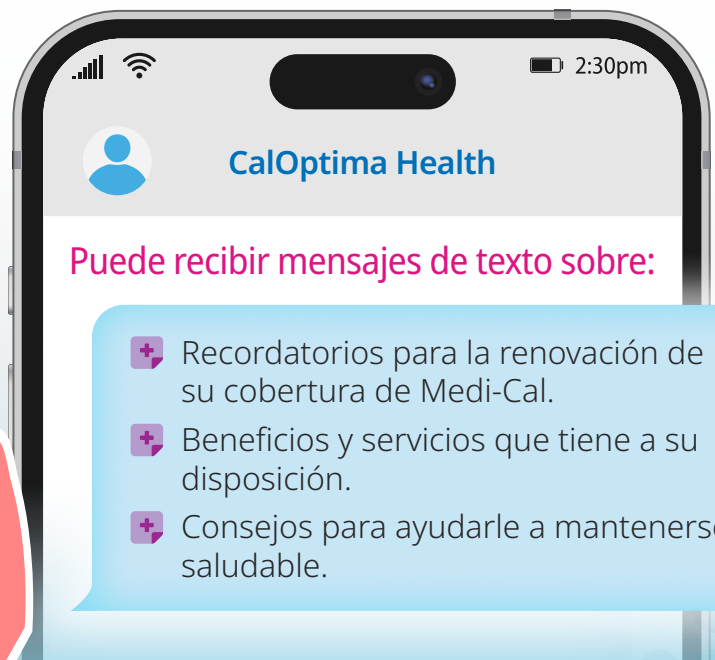 2:30pm
CalOptima Health
Puede recibir mensajes de texto sobre:
Recordatorios para la renovación de
su cobertura de Medi-Cal.
Beneficios y servicios que tiene a su
disposición.
Consejos para ayudarle a mantenerse
saludable.